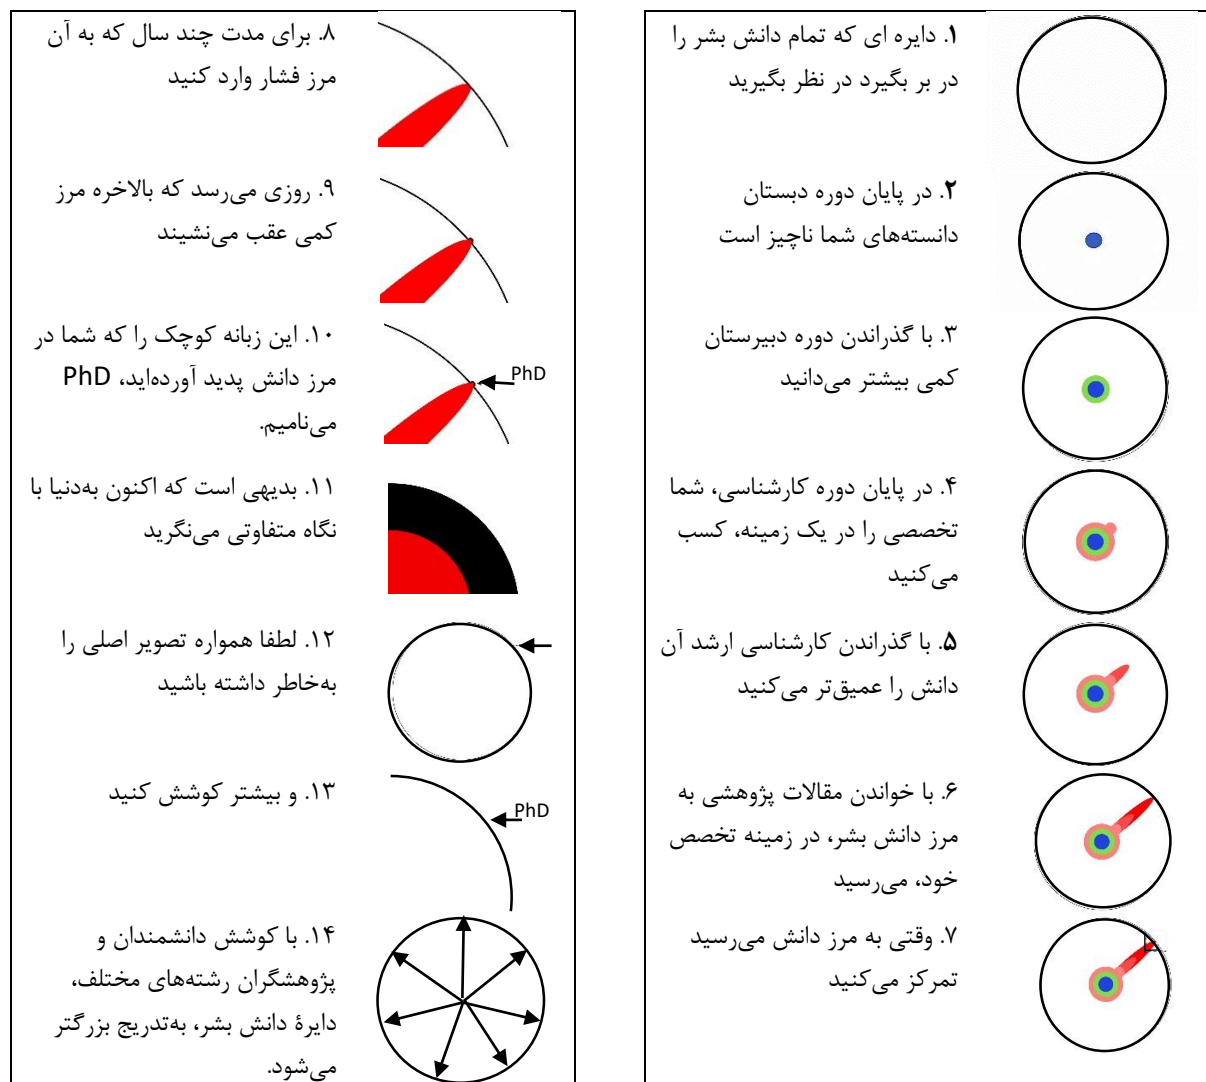 ۱. دایره ای که تمام دانش بشر را
در بر بگیرد در نظر بگیرید
۲. در پایان دوره دبستان
دانسته‌های شما ناچیز است
۳. با گذراندن دوره دبیرستان
کمی بیشتر می‌دانید
۴. در پایان دوره کارشناسی، شما
تخصصی را در یک زمینه، کسب
می‌کنید
۵. با گذراندن کارشناسی ارشد آن
دانش را عمیق‌تر می‌کنید
۶. با خواندن مقالات پژوهشی به
مرز دانش بشر، در زمینه تخصص
خود، می‌رسید
۷. وقتی به مرز دانش می‌رسید
تمرکز می‌کنید
۸. برای مدت چند سال که به آن
مرز فشار وارد کنید
۹. روزی می‌رسد که بالاخره مرز
کمی عقب می‌نشیند
۱۰. این زبانه کوچک را که شما در
مرز دانش پدید آورده‌اید، PhD
می‌نامیم.
PhD
۱۱. بدیهی است که اکنون به‌دنیا با
نگاه متفاوتی می‌نگرید
۱۲. لطفا همواره تصویر اصلی را
به‌خاطر داشته باشید
۱۳. و بیشتر کوشش کنید
PhD
۱۴. با کوشش دانشمندان و
پژوهشگران رشته‌های مختلف،
دایرهٔ دانش بشر، به‌تدریج بزرگتر
می‌شود.